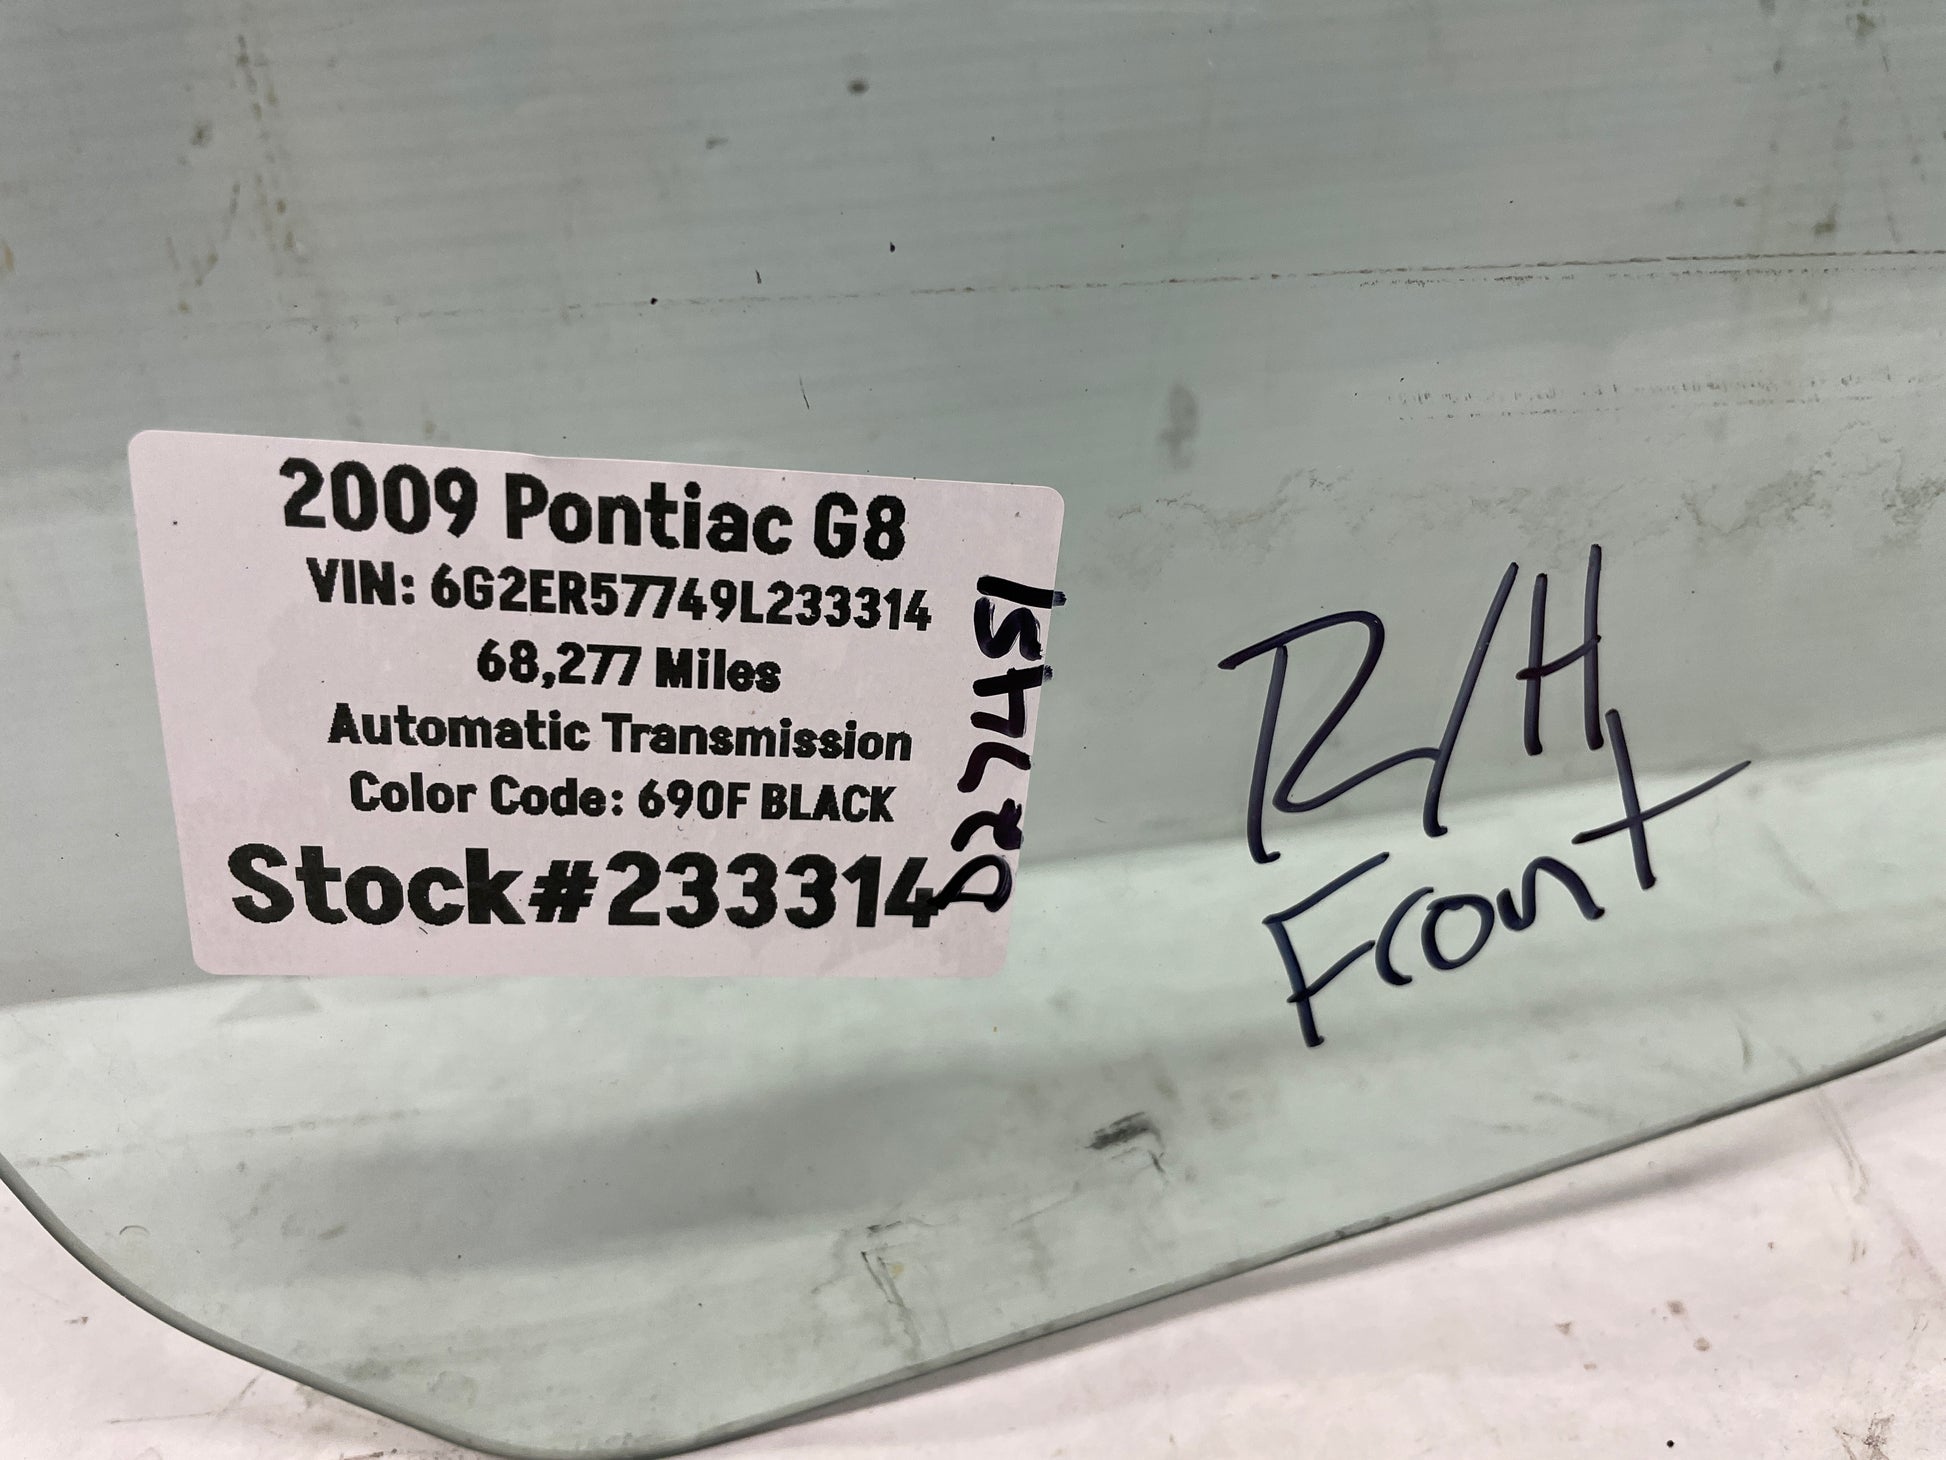 2009 Pontiac G8
VIN: 6G2ER57749L233314
68,277 Miles
Automatic Transmission
Color Code: 690F BLACK
Stock#233314
R/H
Front